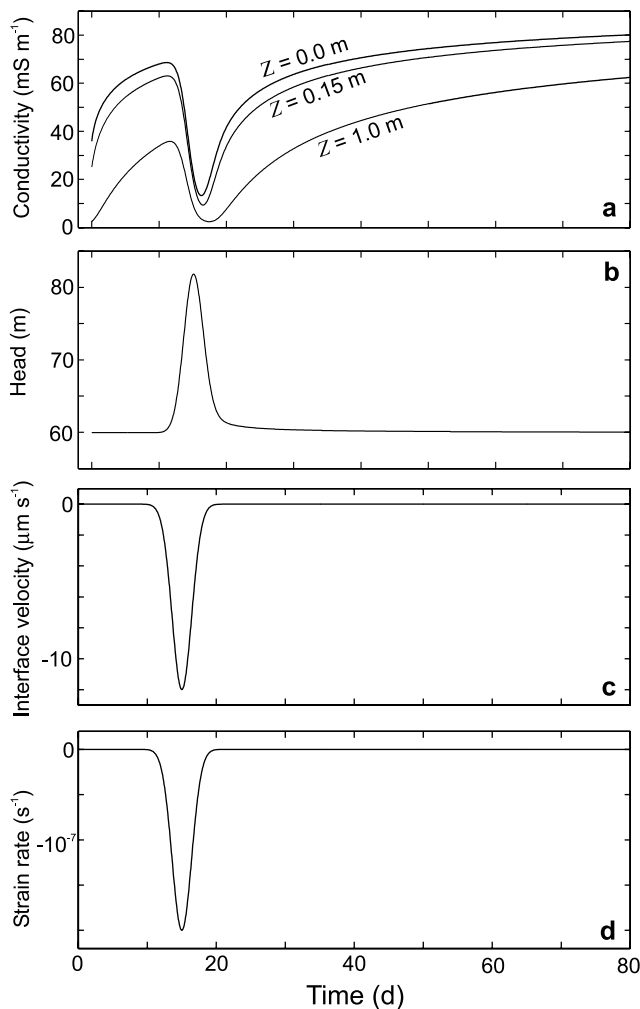 80
60
40
20
0
Conductivity (mS m⁻¹)
Z = 0.0 m
Z = 0.15 m
Z = 1.0 m
a
80
70
60
Head (m)
b
0
-10
Interface velocity (μm s⁻¹)
c
0
-10⁻⁷
Strain rate (s⁻¹)
d
0 20 40 60 80
Time (d)